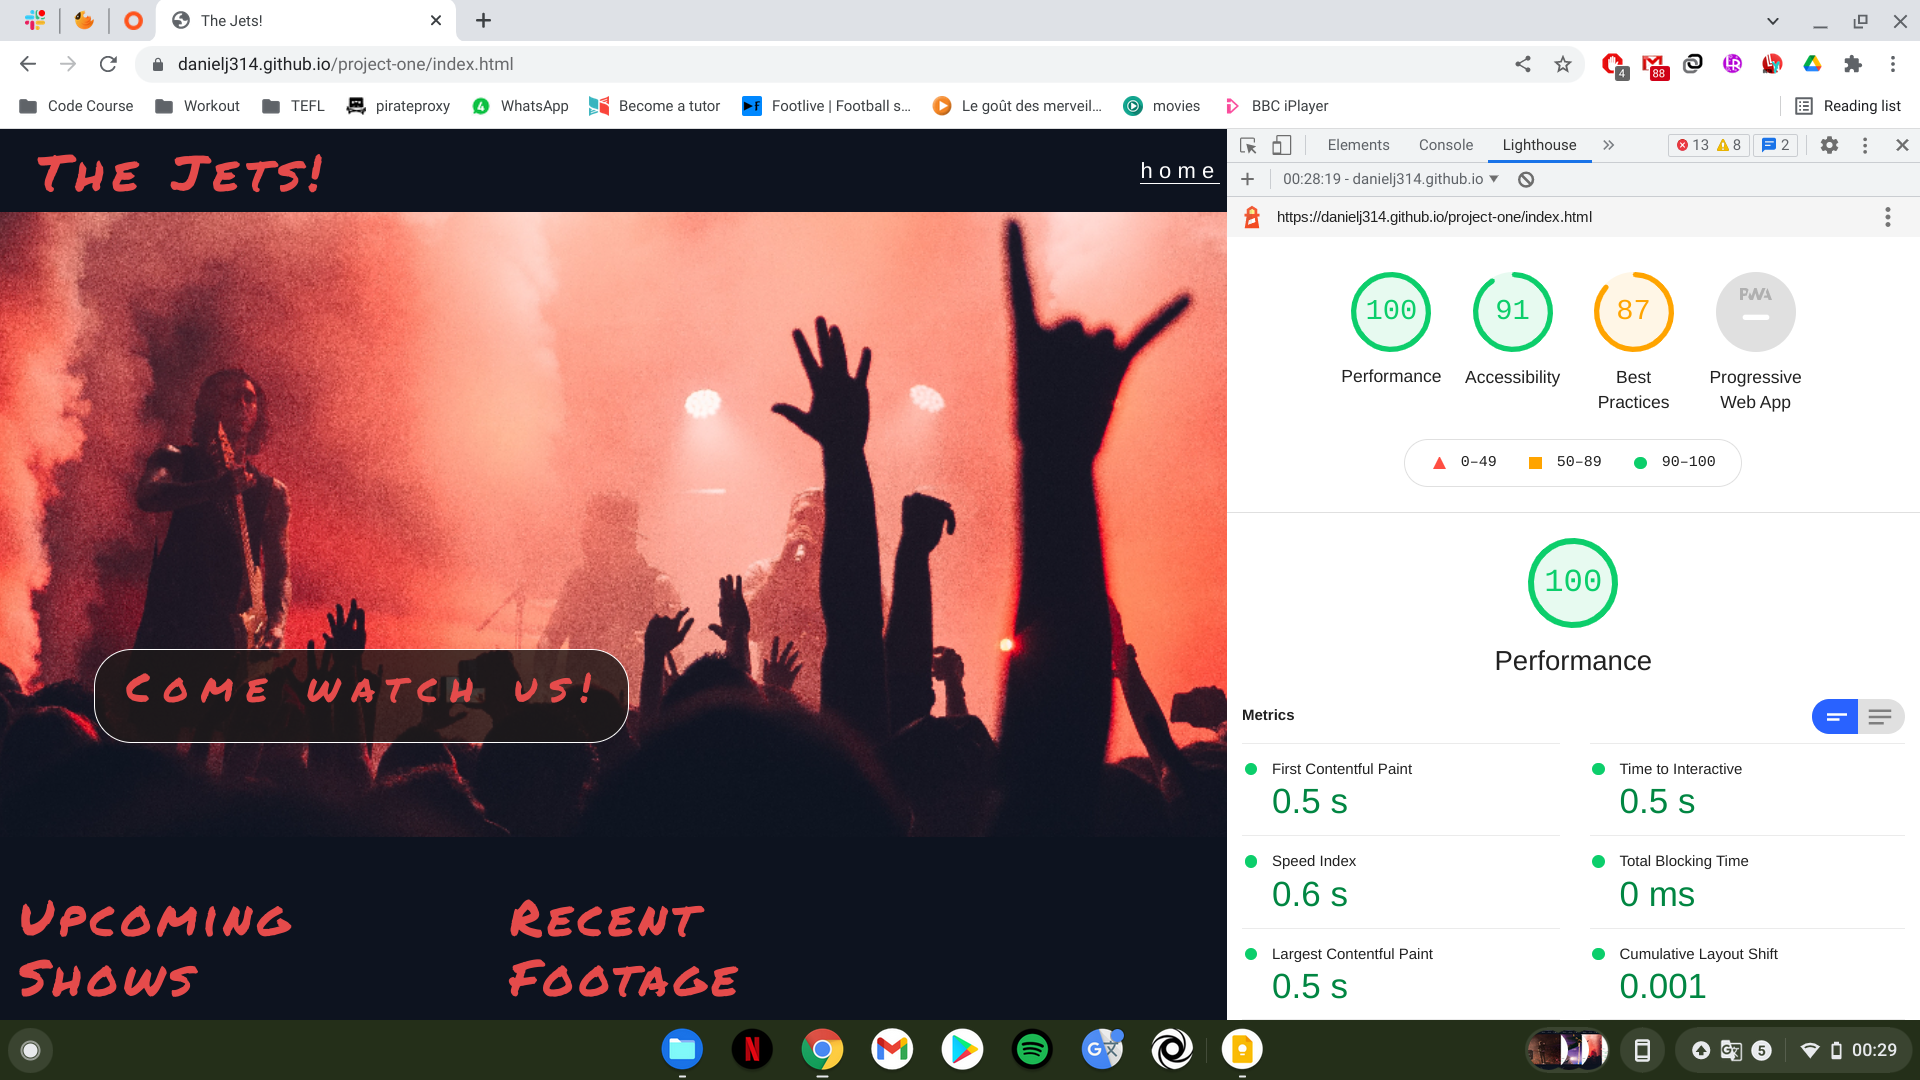 The Jets!
danielj314.github.io/project-one/index.html
4
88
Code Course
Workout
TEFL
pirateproxy
4
WhatsApp
Become a tutor
Footlive | Football s...
Le goût des merveil...
movies
BBC iPlayer
Reading list
The Jets!
home
Come watch us!
Upcoming
Shows
Recent
Footage
Elements
Console
Lighthouse
13
8
2
00:28:19 - danielj314.github.io
https://danielj314.github.io/project-one/index.html
100
91
87
PWA
Performance
Accessibility
Best
Practices
Progressive
Web App
0–49
50–89
90–100
100
Performance
Metrics
First Contentful Paint
0.5 s
Time to Interactive
0.5 s
Speed Index
0.6 s
Total Blocking Time
0 ms
Largest Contentful Paint
0.5 s
Cumulative Layout Shift
0.001
5
00:29